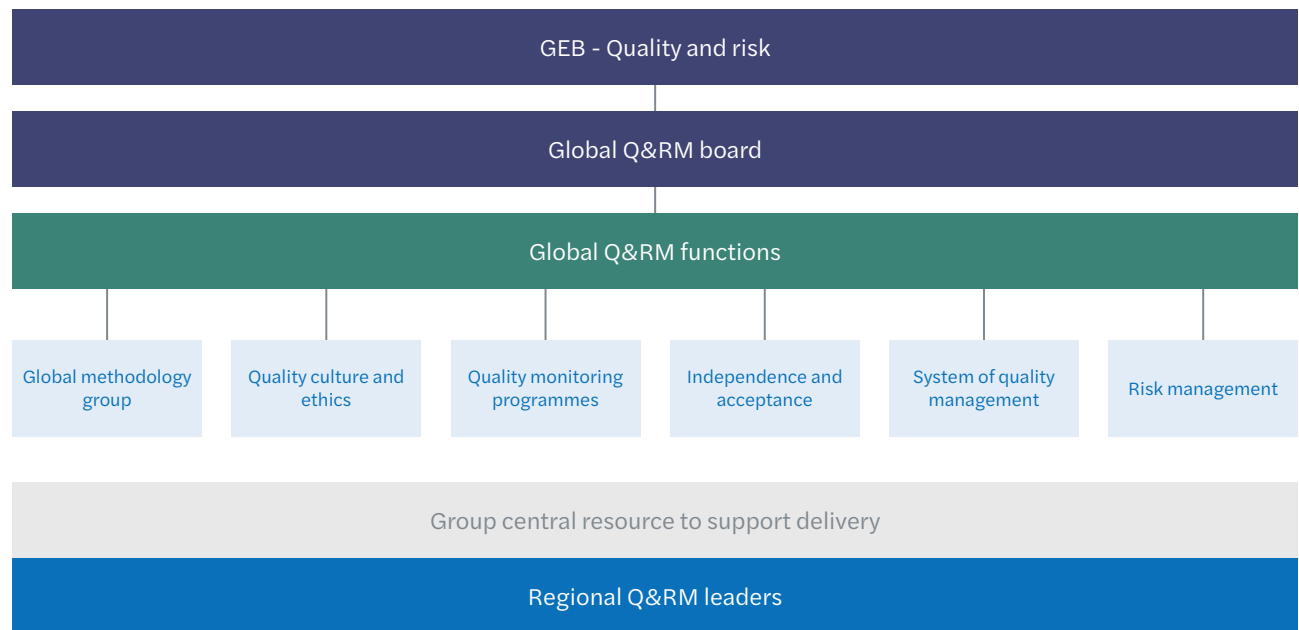 GEB - Quality and risk
Global Q&RM board
Global Q&RM functions
Global methodology
group
Quality culture and
ethics
Quality monitoring
programmes
Independence and
acceptance
System of quality
management
Risk management
Group central resource to support delivery
Regional Q&RM leaders